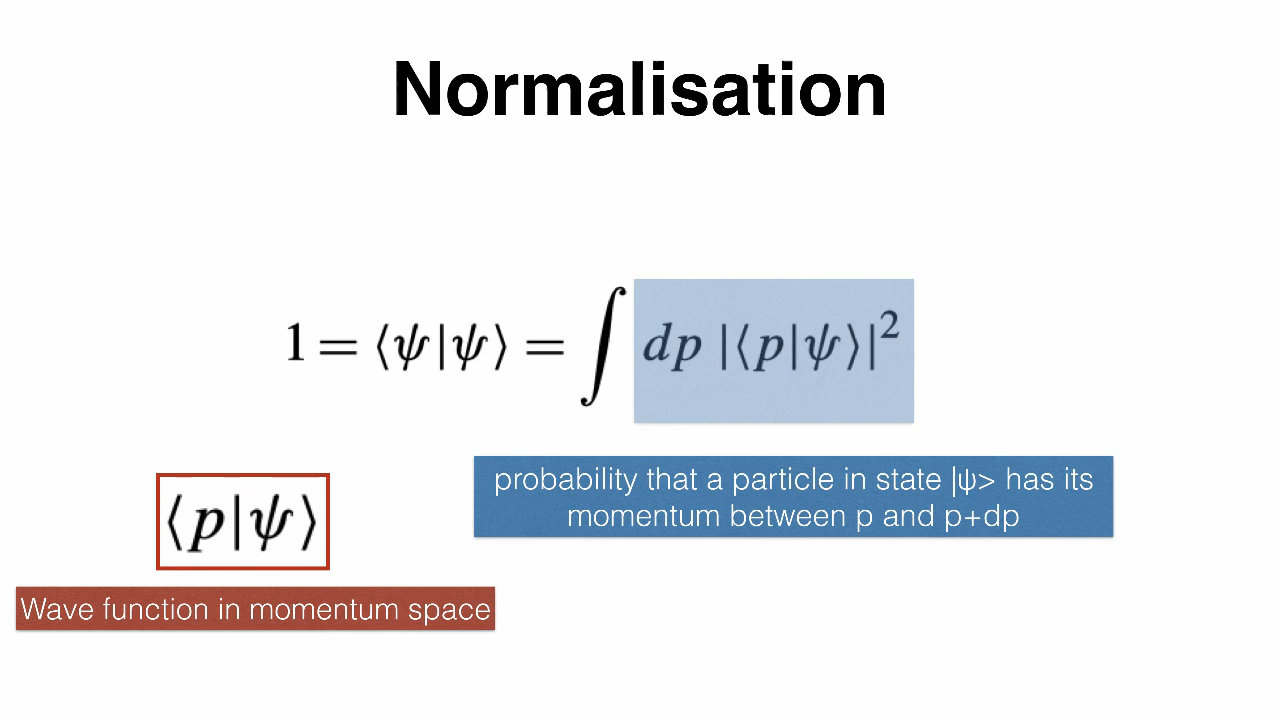 Normalisation
1 = ⟨ψ|ψ⟩ = ∫ dp |⟨p|ψ⟩|²
probability that a particle in state |ψ> has its
momentum between p and p+dp
⟨p|ψ⟩
Wave function in momentum space